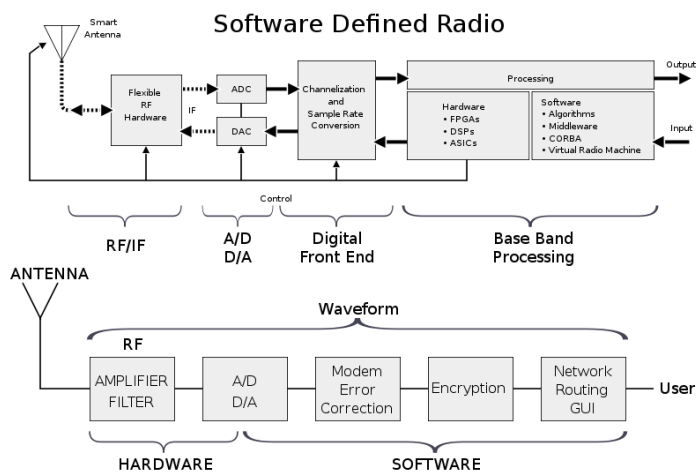 Software Defined Radio
Smart
Antenna
Flexible
RF
Hardware
IF
ADC
DAC
Channelization
and
Sample Rate
Conversion
Processing
Hardware
• FPGAs
• DSPs
• ASICs
Software
• Algorithms
• Middleware
• CORBA
• Virtual Radio Machine
Output
Input
Control
RF/IF
A/D
D/A
Digital
Front End
Base Band
Processing
ANTENNA
Waveform
RF
AMPLIFIER
FILTER
A/D
D/A
Modem
Error
Correction
Encryption
Network
Routing
GUI
User
HARDWARE
SOFTWARE